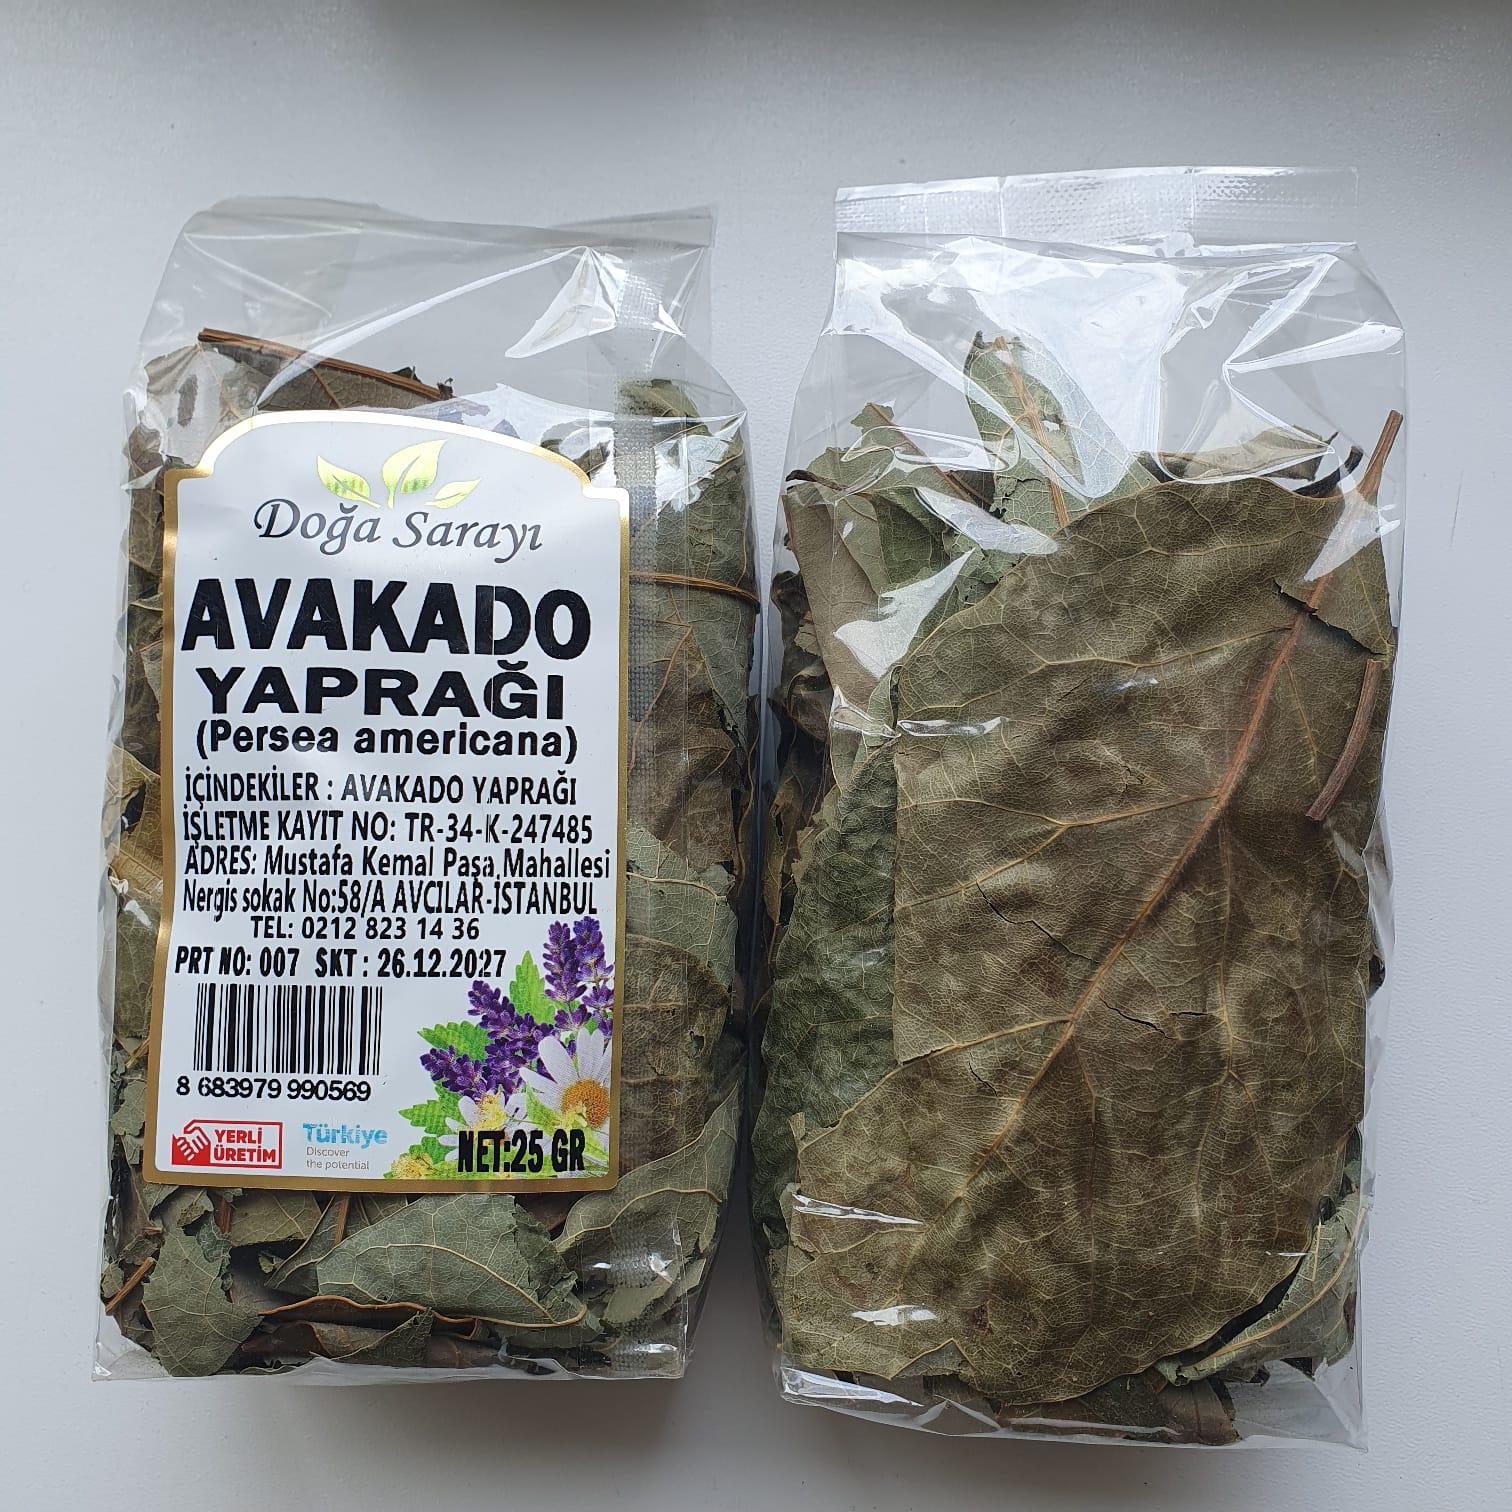 Doğa Sarayı
AVAKADO
YAPRAĞI
(Persea americana)
İÇİNDEKİLER : AVAKADO YAPRAĞI
İŞLETME KAYIT NO: TR-34-K-247485
ADRES: Mustafa Kemal Paşa Mahallesi
Nergis sokak No:58/A AVCILAR-İSTANBUL
TEL: 0212 823 14 36
PRT NO: 007 SKT : 26.12.2027
8 683979 990569
YERLİ
ÜRETİM
Türkiye
Discover
the potential
NET:25 GR